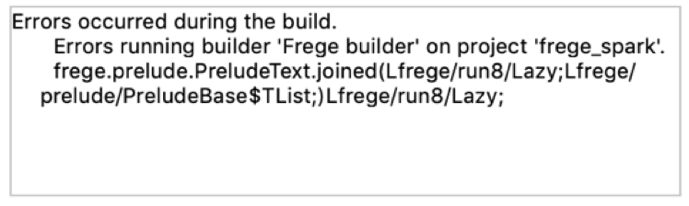 Errors occurred during the build.
Errors running builder 'Frege builder' on project 'frege_spark'.
frege.prelude.PreludeText.joined(Lfrege/run8/Lazy;Lfrege/
prelude/PreludeBase$TList;)Lfrege/run8/Lazy;